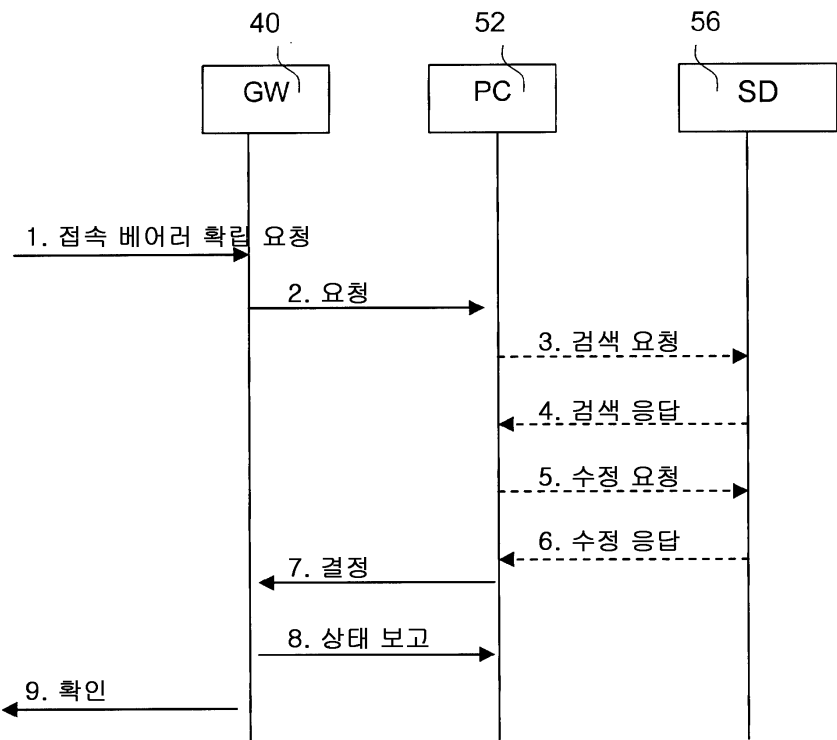 40
52
56
GW
PC
SD
1. 접속 베어러 확립 요청
2. 요청
3. 검색 요청
4. 검색 응답
5. 수정 요청
6. 수정 응답
7. 결정
8. 상태 보고
9. 확인